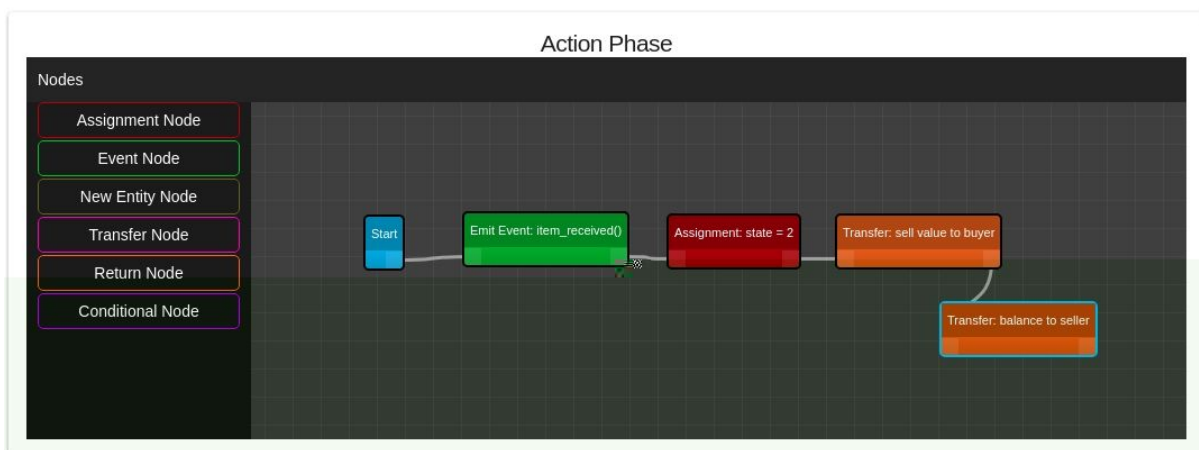 Action Phase
Nodes
Assignment Node
Event Node
New Entity Node
Transfer Node
Return Node
Conditional Node
Start
Emit Event: item_received()
Assignment: state = 2
Transfer: sell value to buyer
Transfer: balance to seller